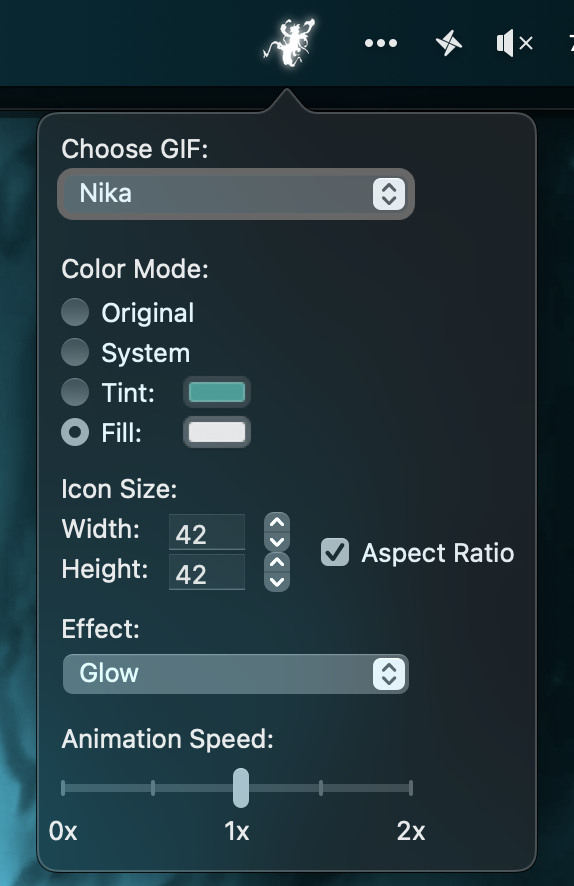 Choose GIF:
Nika
Color Mode:
Original
System
Tint:
Fill:
Icon Size:
Width: 42
Height: 42
Aspect Ratio
Effect:
Glow
Animation Speed:
0x 1x 2x